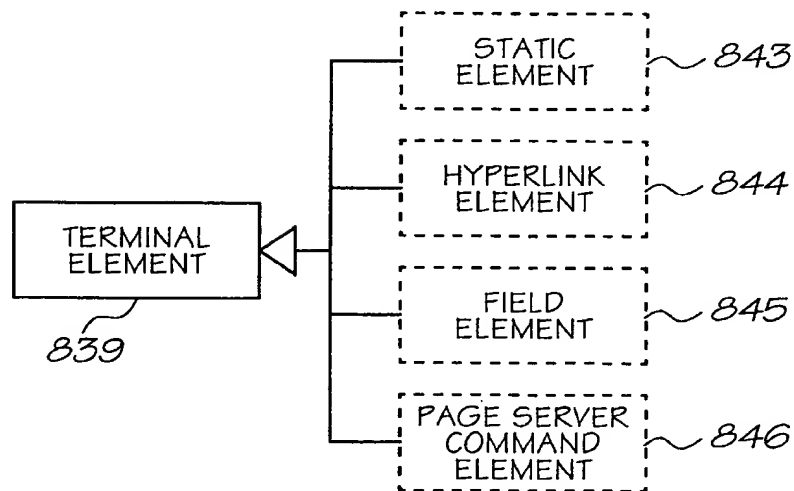 STATIC
ELEMENT
843
HYPERLINK
ELEMENT
844
TERMINAL
ELEMENT
839
FIELD
ELEMENT
845
PAGE SERVER
COMMAND
ELEMENT
846